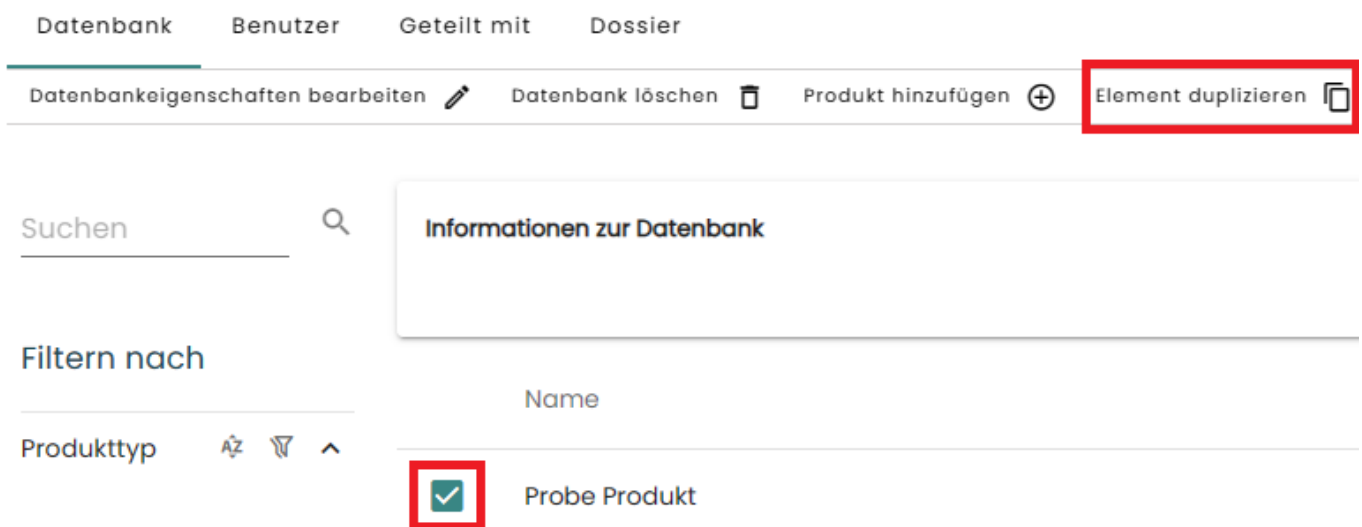 Datenbank Benutzer Geteilt mit Dossier
Datenbankeigenschaften bearbeiten Datenbank löschen Produkt hinzufügen Element duplizieren
Suchen
Informationen zur Datenbank
Filtern nach
Name
Produkttyp AZ
Probe Produkt